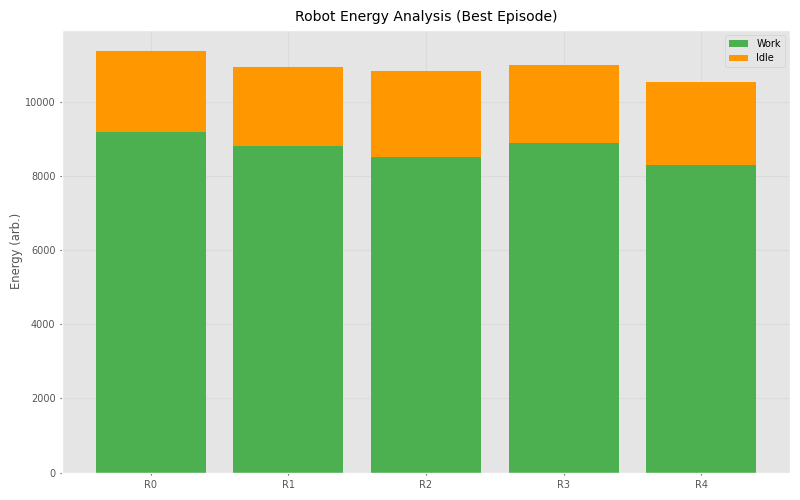 Robot Energy Analysis (Best Episode)
Work
Idle
Energy (arb.)
10000
8000
6000
4000
2000
0
R0 R1 R2 R3 R4